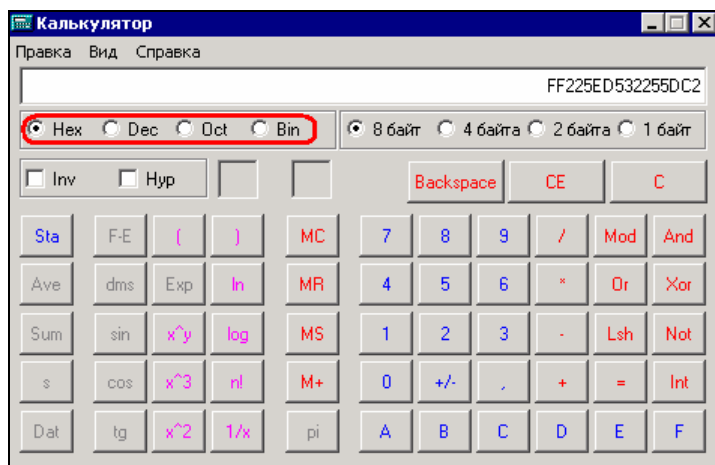 Калькулятор
Правка Вид Справка
FF225ED532255DC2
Hex Dec Oct Bin 8 байт 4 байта 2 байта 1 байт
Inv Hyp Backspace CE C
Sta F-E ( ) MC 7 8 9 / Mod And
Ave dms Exp ln MR 4 5 6 * Or Xor
Sum sin x^y log MS 1 2 3 - Lsh Not
s cos x^3 n! M+ 0 +/- , + = Int
Dat tg x^2 1/x pi A B C D E F